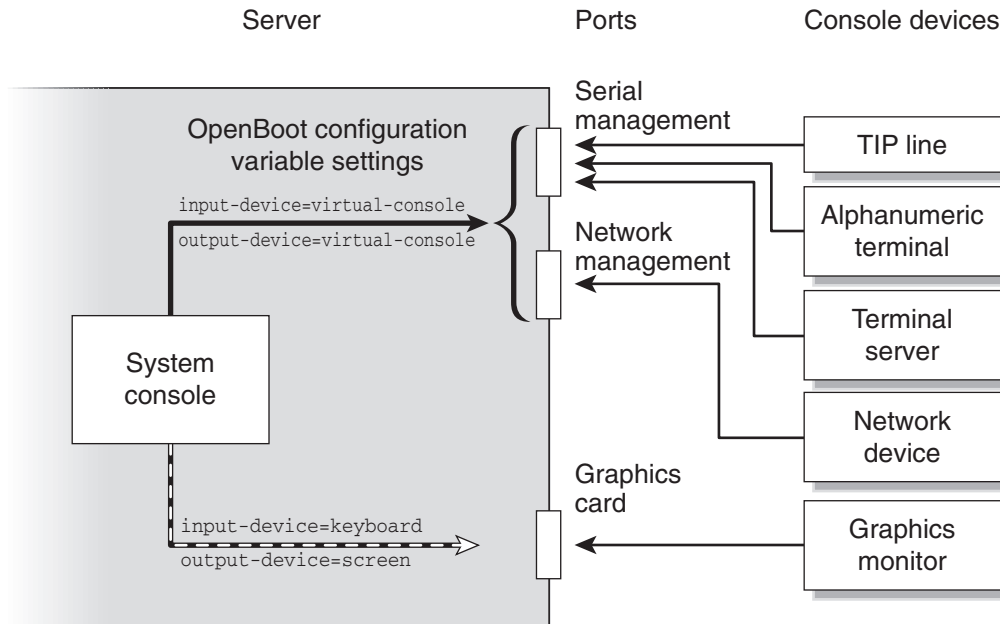 Server
Ports
Console devices
OpenBoot configuration
variable settings
input-device=virtual-console
output-device=virtual-console
System
console
input-device=keyboard
output-device=screen
Serial
management
Network
management
Graphics
card
TIP line
Alphanumeric
terminal
Terminal
server
Network
device
Graphics
monitor